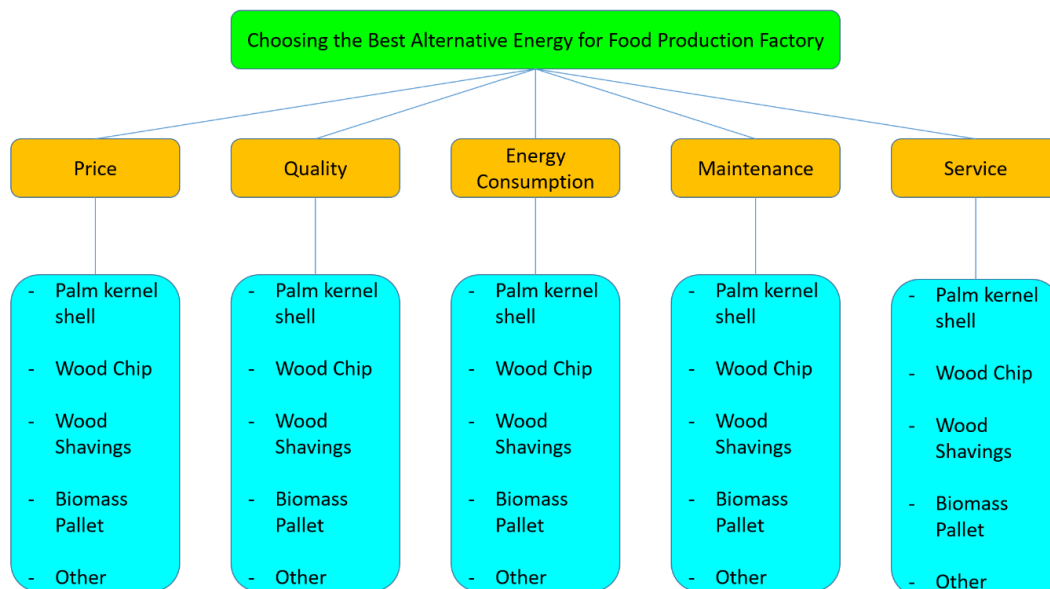 Choosing the Best Alternative Energy for Food Production Factory
Price
Quality
Energy
Consumption
Maintenance
Service
- Palm kernel
shell
- Wood Chip
- Wood
Shavings
- Biomass
Pallet
- Other
- Palm kernel
shell
- Wood Chip
- Wood
Shavings
- Biomass
Pallet
- Other
- Palm kernel
shell
- Wood Chip
- Wood
Shavings
- Biomass
Pallet
- Other
- Palm kernel
shell
- Wood Chip
- Wood
Shavings
- Biomass
Pallet
- Other
- Palm kernel
shell
- Wood Chip
- Wood
Shavings
- Biomass
Pallet
- Other